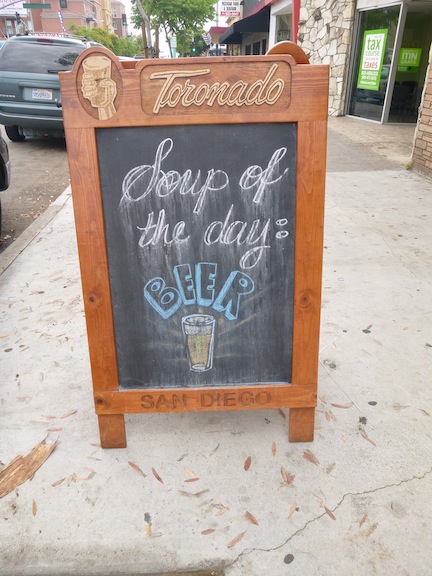 Toronado
Soup of
the day:
BEER
SAN DIEGO
tax